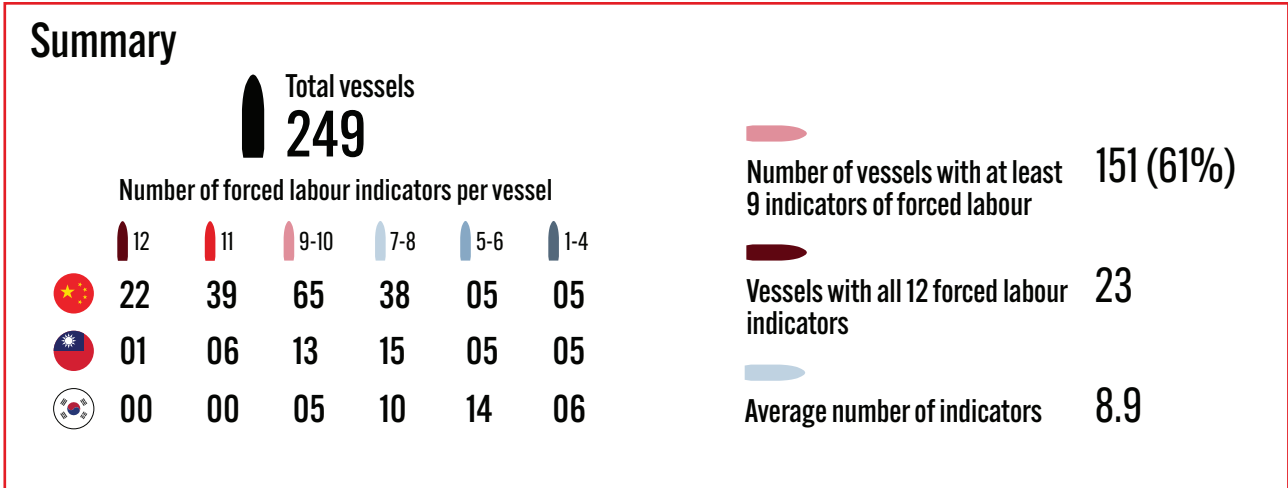 Summary
Total vessels
249
Number of forced labour indicators per vessel
12 11 9-10 7-8 5-6 1-4
22 39 65 38 05 05
01 06 13 15 05 05
00 00 05 10 14 06
Number of vessels with at least
9 indicators of forced labour
151 (61%)
Vessels with all 12 forced labour
indicators
23
Average number of indicators
8.9